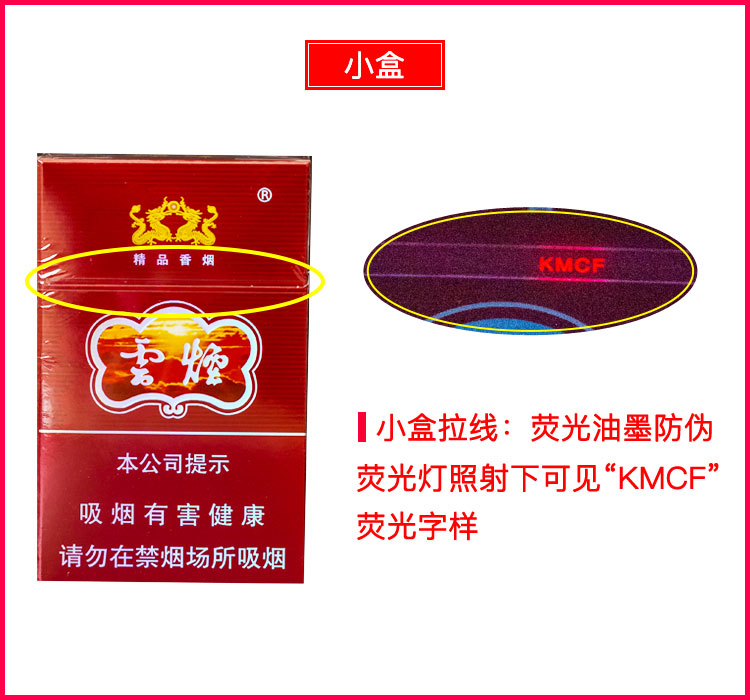 小盒
®
精品香烟
雲煙
本公司提示
吸烟有害健康
请勿在禁烟场所吸烟
KMCF
小盒拉线：荧光油墨防伪
荧光灯照射下可见“KMCF”
荧光字样